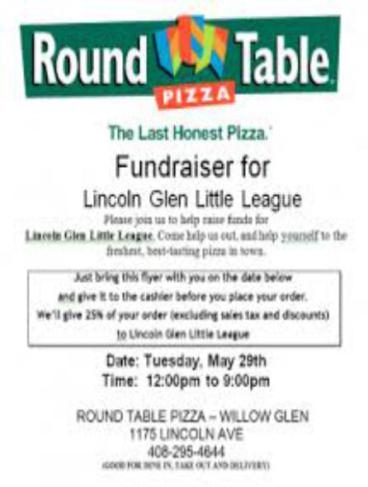 Round Table
PIZZA
The Last Honest Pizza.
Fundraiser for
Lincoln Glen Little League
Please join us to help raise funds for
Lincoln Glen Little League. Come help us out, and help yourself to the
freshest, best-tasting pizza in town.
Just bring this flyer with you on the date below
and give it to the cashier before you place your order.
We'll give 25% of your order (excluding sales tax and discounts)
to Lincoln Glen Little League
Date: Tuesday, May 29th
Time: 12:00pm to 9:00pm
ROUND TABLE PIZZA – WILLOW GLEN
1175 LINCOLN AVE
408-295-4644
(GOOD FOR DINE IN, TAKE OUT AND DELIVERY)